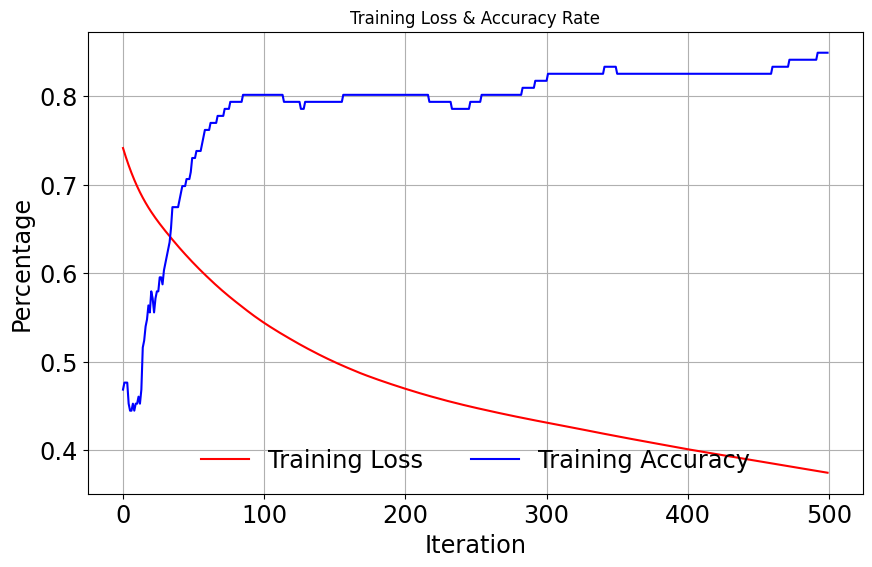 Training Loss & Accuracy Rate
Percentage
0.8
0.7
0.6
0.5
0.4
Training Loss Training Accuracy
0 100 200 300 400 500
Iteration